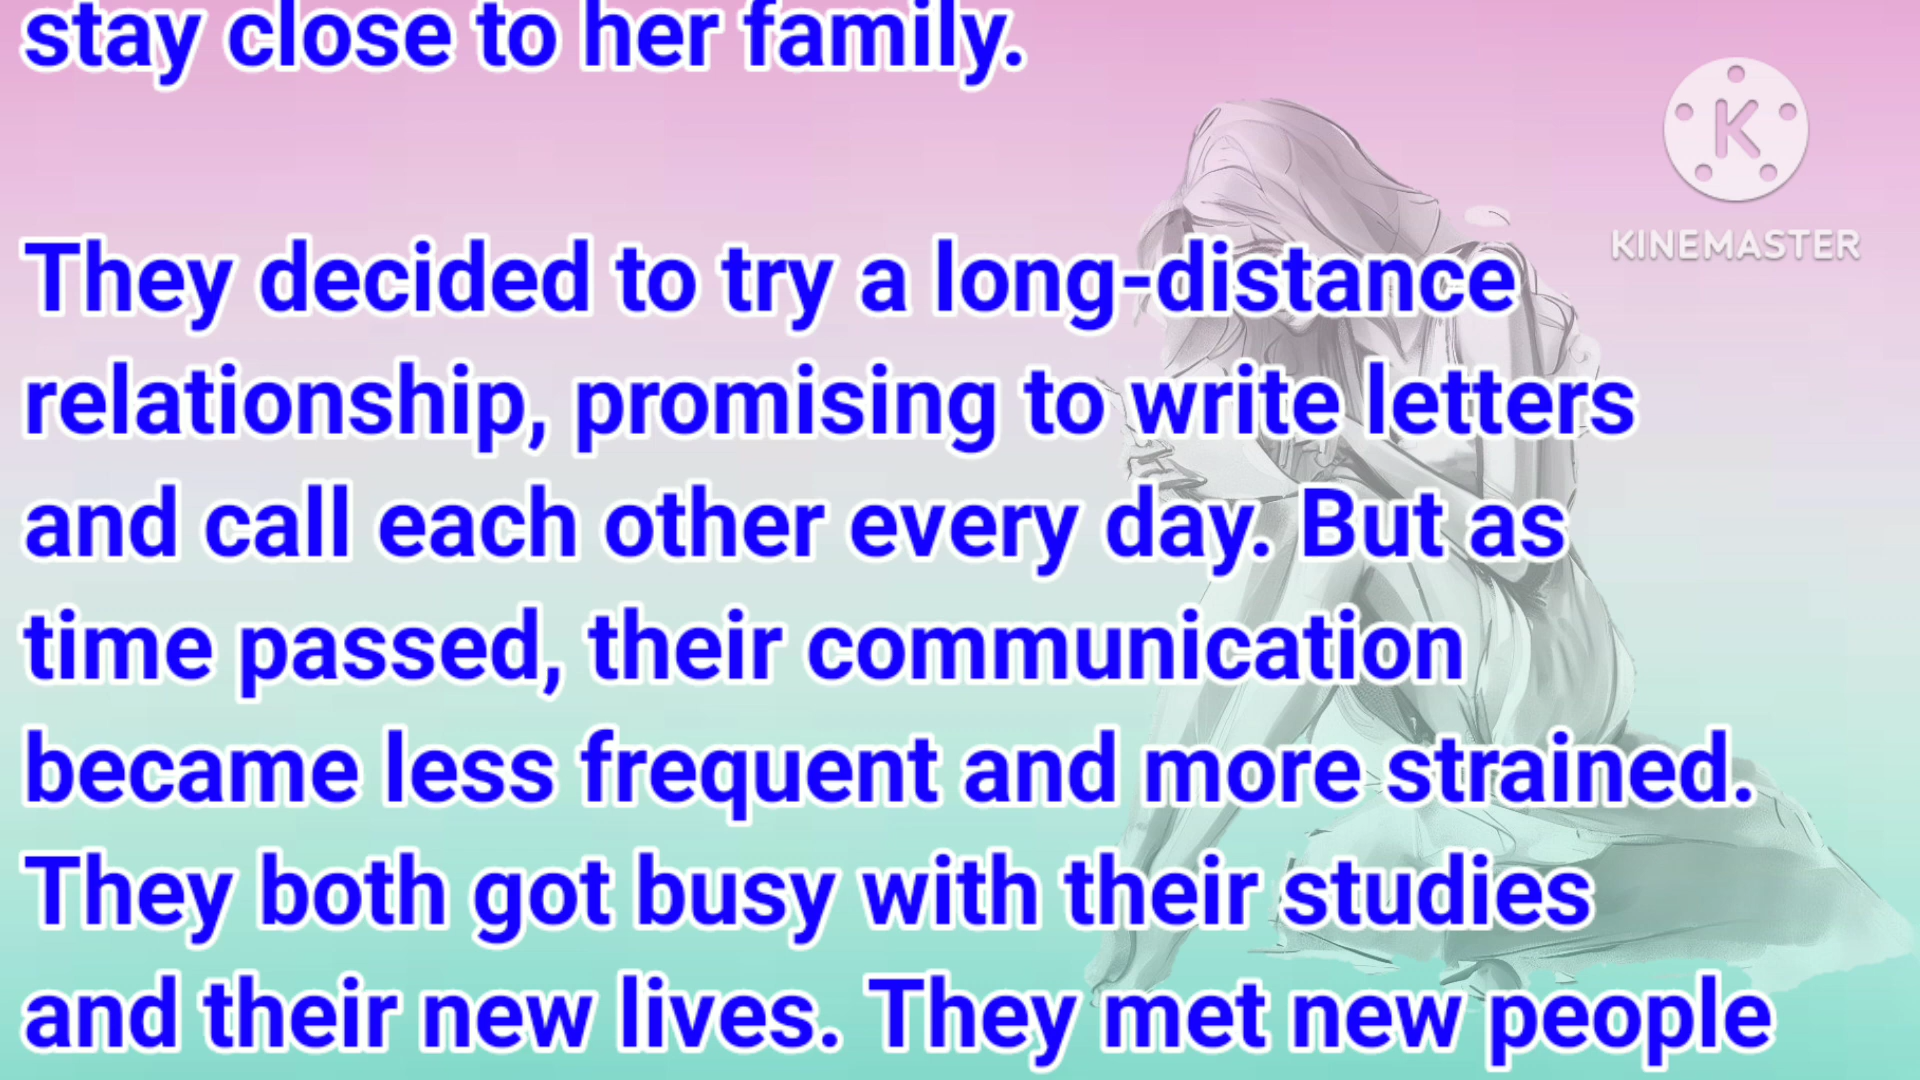 stay close to her family.
They decided to try a long-distance
relationship, promising to write letters
and call each other every day. But as
time passed, their communication
became less frequent and more strained.
They both got busy with their studies
and their new lives. They met new people
K
KINEMASTER